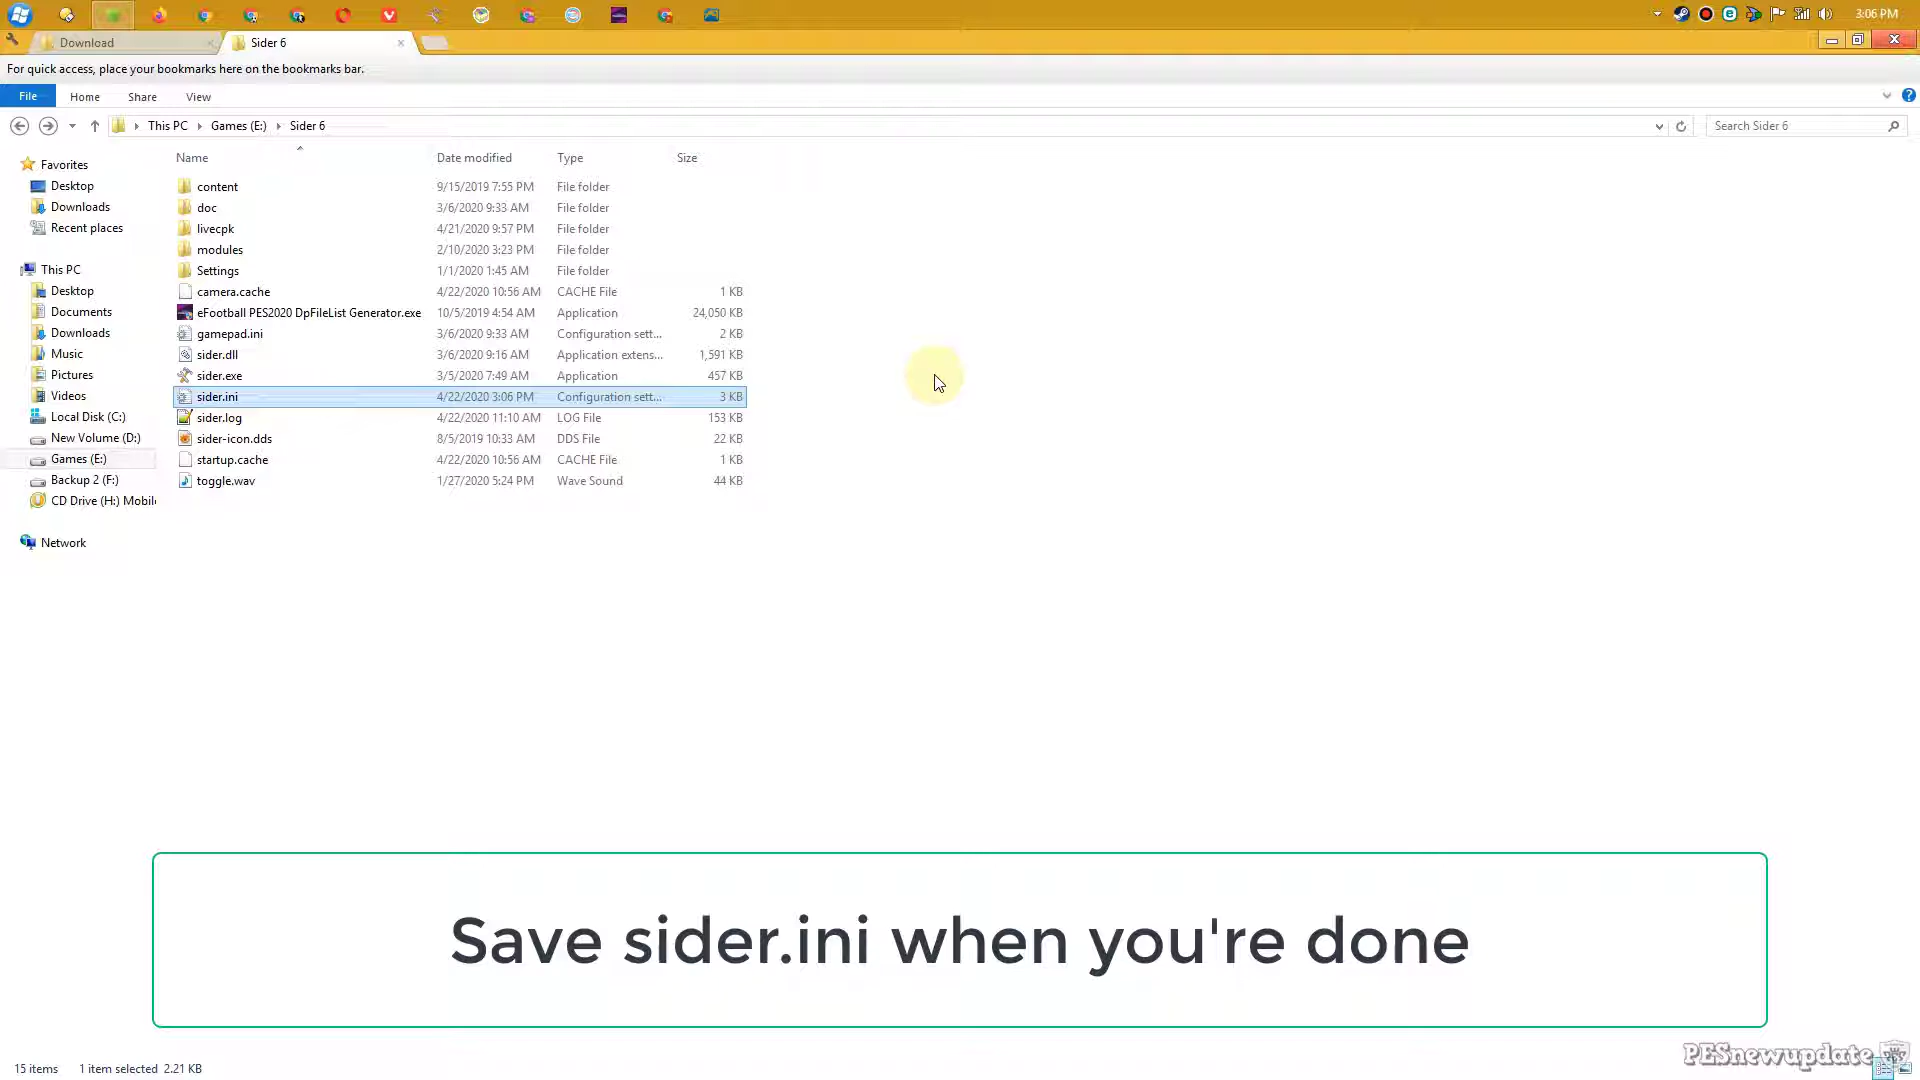 3:06 PM
Download
Sider 6
For quick access, place your bookmarks here on the bookmarks bar.
File Home Share View
This PC Games (E:) Sider 6
Search Sider 6
Name Date modified Type Size
Favorites
Desktop
Downloads
Recent places
This PC
Desktop
Documents
Downloads
Music
Pictures
Videos
Local Disk (C:)
New Volume (D:)
Games (E:)
Backup 2 (F:)
CD Drive (H:) Mobile
Network
content 9/15/2019 7:55 PM File folder
doc 3/6/2020 9:33 AM File folder
livecpk 4/21/2020 9:57 PM File folder
modules 2/10/2020 3:23 PM File folder
Settings 1/1/2020 1:45 AM File folder
camera.cache 4/22/2020 10:56 AM CACHE File 1 KB
eFootball PES2020 DpFileList Generator.exe 10/5/2019 4:54 AM Application 24,050 KB
gamepad.ini 3/6/2020 9:33 AM Configuration sett... 2 KB
sider.dll 3/6/2020 9:16 AM Application extens... 1,591 KB
sider.exe 3/5/2020 7:49 AM Application 457 KB
sider.ini 4/22/2020 3:06 PM Configuration sett... 3 KB
sider.log 4/22/2020 11:10 AM LOG File 153 KB
sider-icon.dds 8/5/2019 10:33 AM DDS File 22 KB
startup.cache 4/22/2020 10:56 AM CACHE File 1 KB
toggle.wav 1/27/2020 5:24 PM Wave Sound 44 KB
Save sider.ini when you're done
PESnewupdate
15 items 1 item selected 2.21 KB